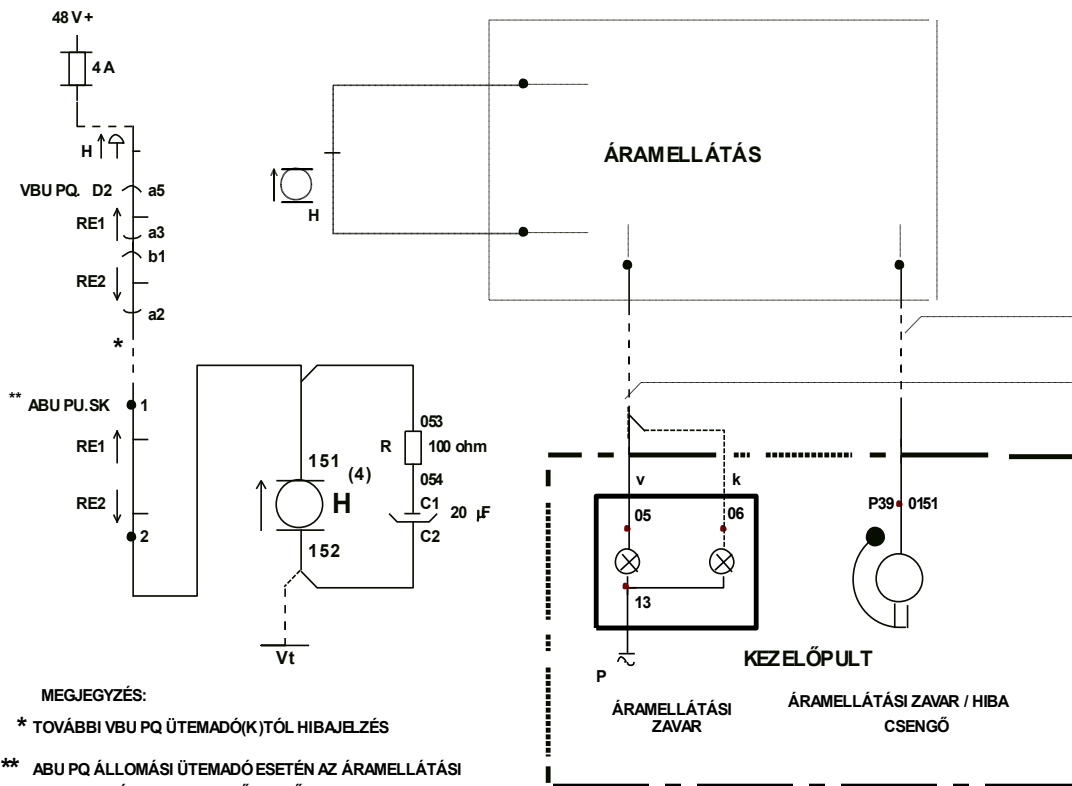 48 V +
4 A
H
VBU PQ. D2 a5
RE1
a3
b1
RE2
a2
*
** ABU PU.SK 1
RE1
RE2
2
H
ÁRAMELLÁTÁS
053
R 100 ohm
054
151 (4)
H
152
C1
20 µF
C2
Vt
v k
05 06
13
P
P39 0151
KEZELŐPULT
ÁRAMELLÁTÁSI
ZAVAR
ÁRAMELLÁTÁSI ZAVAR / HIBA
CSENGŐ
MEGJEGYZÉS:
* TOVÁBBI VBU PQ ÜTEMADÓ(K)TÓL HIBAJELZÉS
** ABU PQ ÁLLOMÁSI ÜTEMADÓ ESETÉN AZ ÁRAMELLÁTÁSI